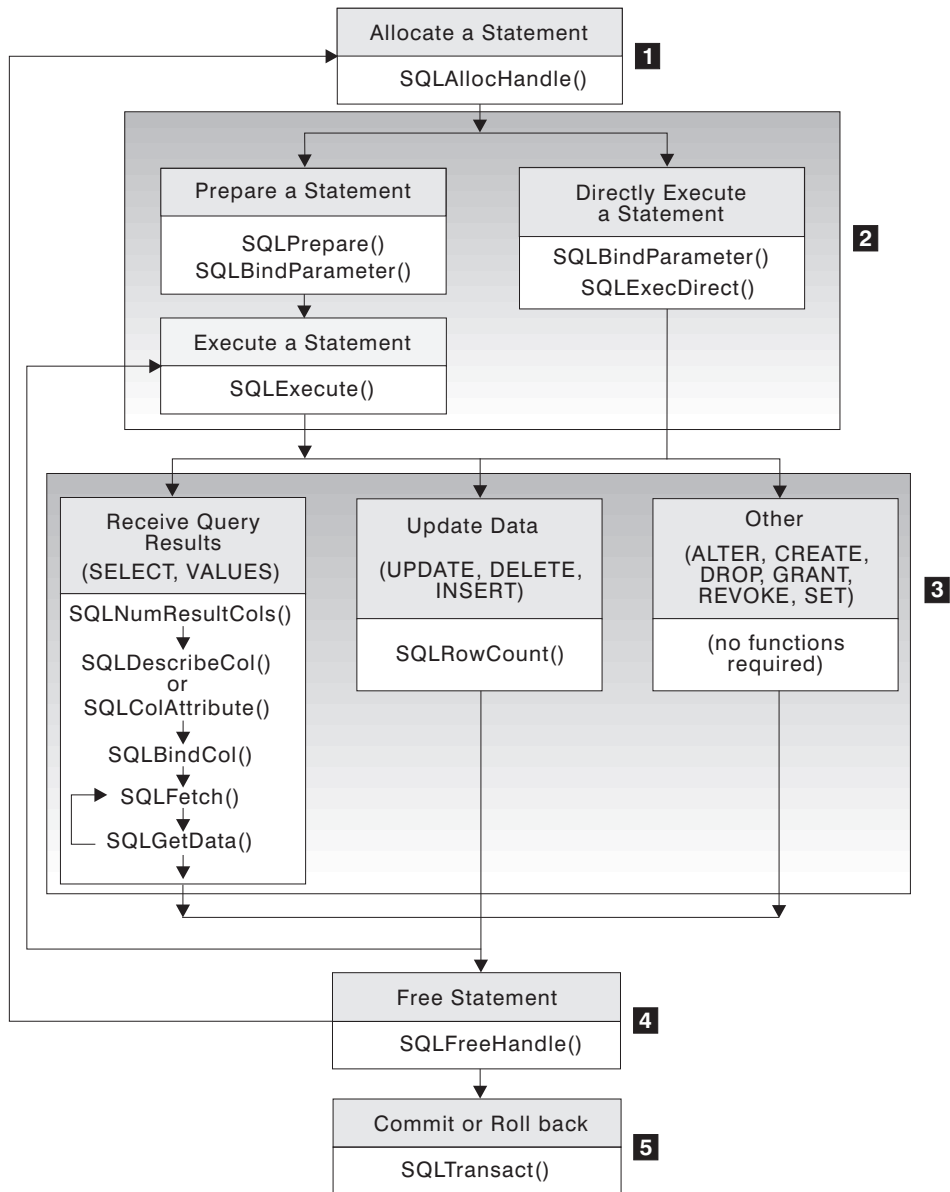 Allocate a Statement
1
SQLAllocHandle()
Prepare a Statement
SQLPrepare()
SQLBindParameter()
Directly Execute
a Statement
SQLBindParameter()
SQLExecDirect()
2
Execute a Statement
SQLExecute()
Receive Query
Results
(SELECT, VALUES)
SQLNumResultCols()
SQLDescribeCol()
or
SQLColAttribute()
SQLBindCol()
SQLFetch()
SQLGetData()
Update Data
(UPDATE, DELETE,
INSERT)
SQLRowCount()
Other
(ALTER, CREATE,
DROP, GRANT,
REVOKE, SET)
(no functions
required)
3
Free Statement
4
SQLFreeHandle()
Commit or Roll back
5
SQLTransact()